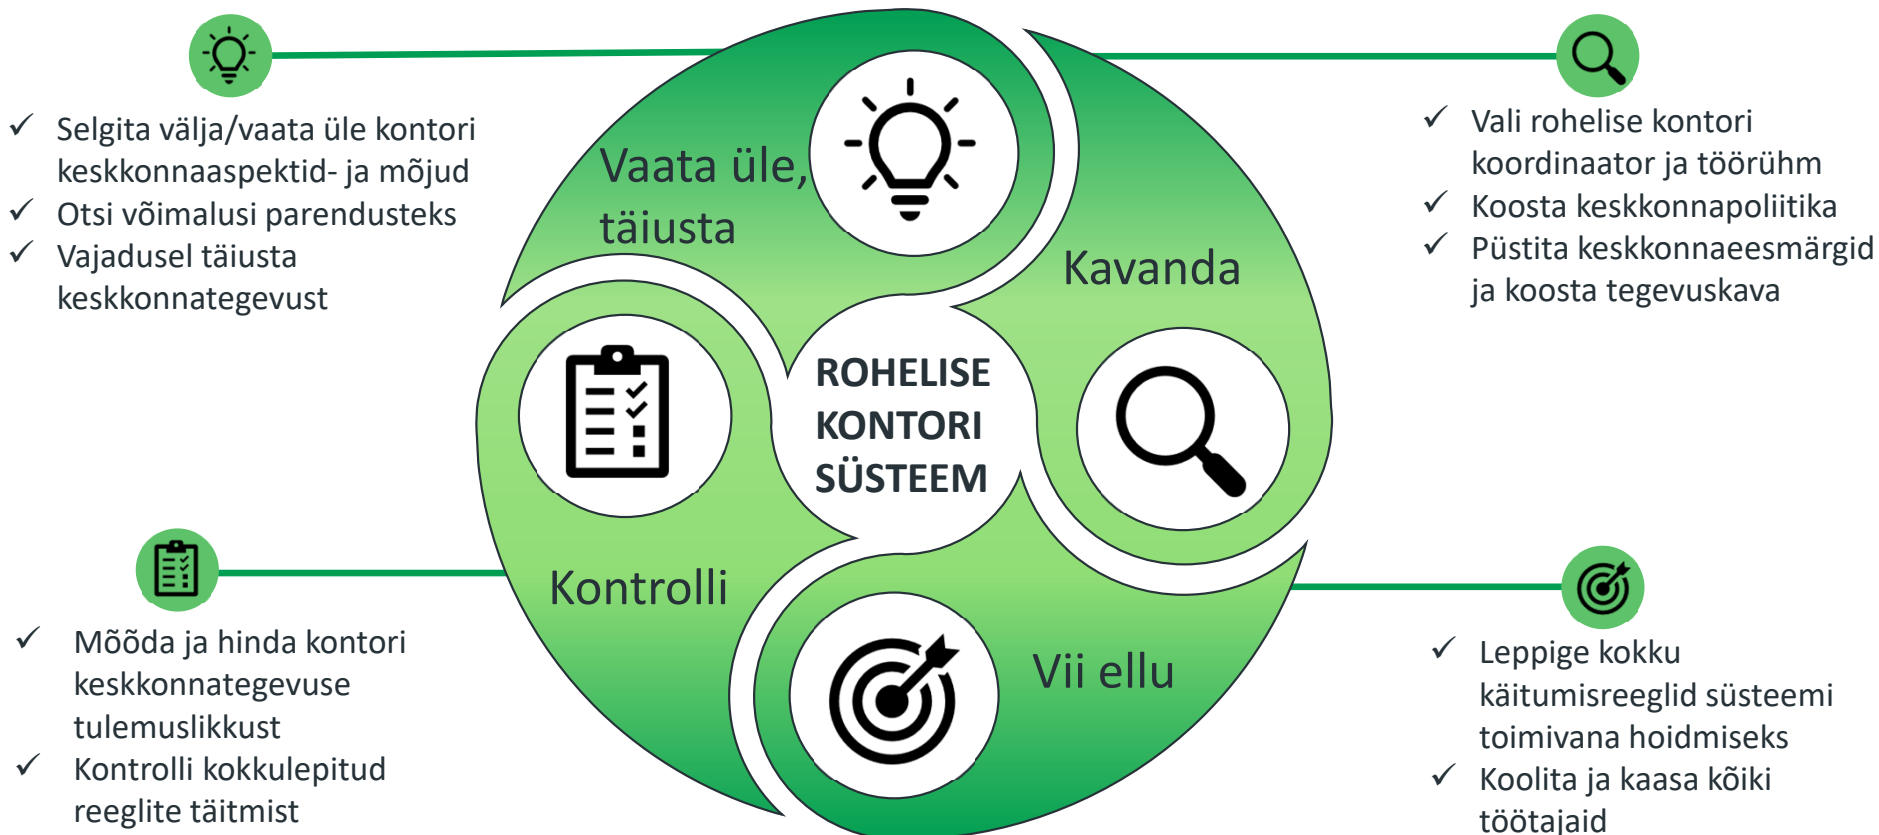 Selgita välja/vaata üle kontori
keskkonnaaspektid- ja mõjud
Otsi võimalusi parendusteks
Vajadusel täiusta
keskkonnategevust
Vaata üle,
täiusta
Kavanda
Vali rohelise kontori
koordinaator ja töörühm
Koosta keskkonnapoliitika
Püstita keskkonnaeesmärgid
ja koosta tegevuskava
ROHELISE
KONTORI
SÜSTEEM
Kontrolli
Vii ellu
Mõõda ja hinda kontori
keskkonnategevuse
tulemuslikkust
Kontrolli kokkulepitud
reeglite täitmist
Leppige kokku
käitumisreeglid süsteemi
toimivana hoidmiseks
Koolita ja kaasa kõiki
töötajaid